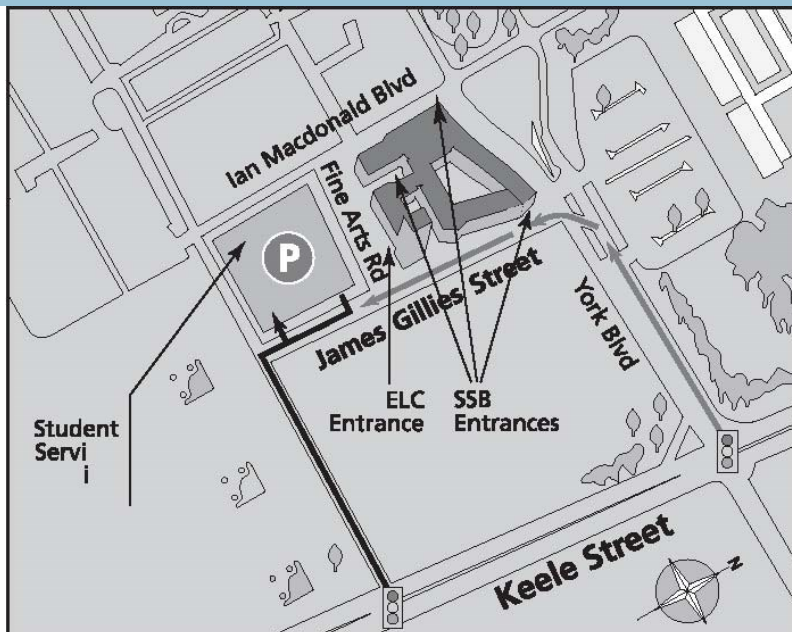 Ian Macdonald Blvd
Fine Arts Rd
P
James Gillies Street
York Blvd
ELC
Entrance
SSB
Entrances
Student
Servi
i
Keele Street
N